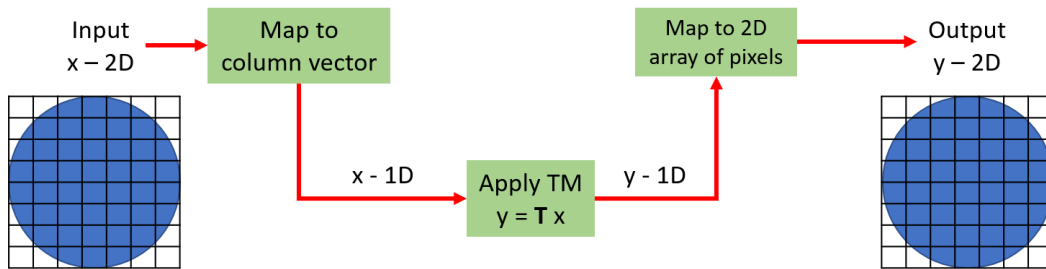 Input
x – 2D
Map to
column vector
x - 1D
Apply TM
y = T x
y - 1D
Map to 2D
array of pixels
Output
y – 2D